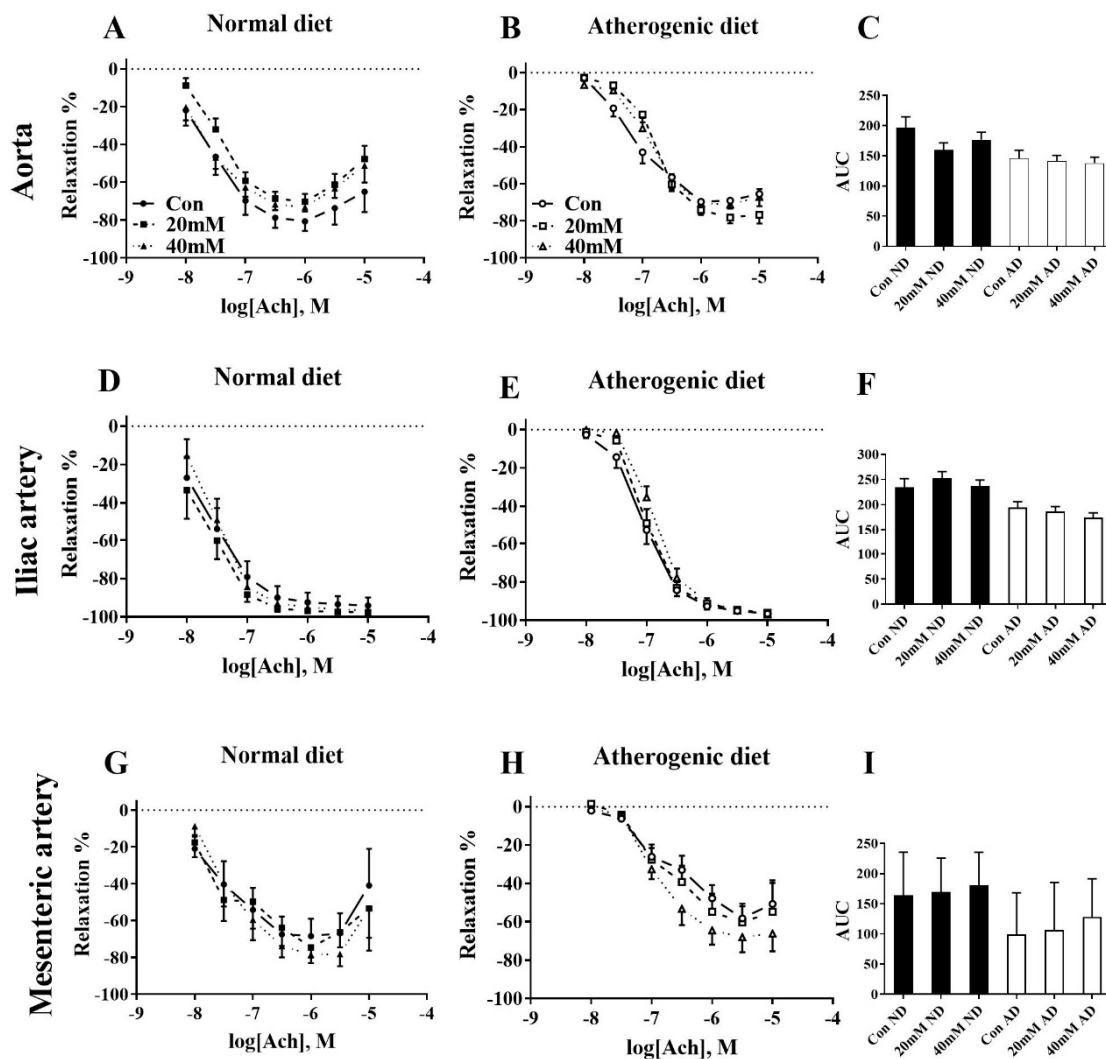 A
Normal diet
B
Atherogenic diet
C
Aorta
Relaxation %
0
-20
-40
-60
-80
-100
Con
20mM
40mM
-9
-8
-7
-6
-5
-4
log[Ach], M
Relaxation %
0
-20
-40
-60
-80
-100
Con
20mM
40mM
-9
-8
-7
-6
-5
-4
log[Ach], M
AUC
250
200
150
100
50
0
Con ND
20mM ND
40mM ND
Con AD
20mM AD
40mM AD
D
Normal diet
E
Atherogenic diet
F
Iliac artery
Relaxation %
0
-20
-40
-60
-80
-100
-9
-8
-7
-6
-5
-4
log[Ach], M
Relaxation %
0
-20
-40
-60
-80
-100
-9
-8
-7
-6
-5
-4
log[Ach], M
AUC
300
250
200
150
100
50
0
Con ND
20mM ND
40mM ND
Con AD
20mM AD
40mM AD
G
Normal diet
H
Atherogenic diet
I
Mesenteric artery
Relaxation %
0
-20
-40
-60
-80
-100
-9
-8
-7
-6
-5
-4
log[Ach], M
Relaxation %
0
-20
-40
-60
-80
-100
-9
-8
-7
-6
-5
-4
log[Ach], M
AUC
250
200
150
100
50
0
Con ND
20mM ND
40mM ND
Con AD
20mM AD
40mM AD